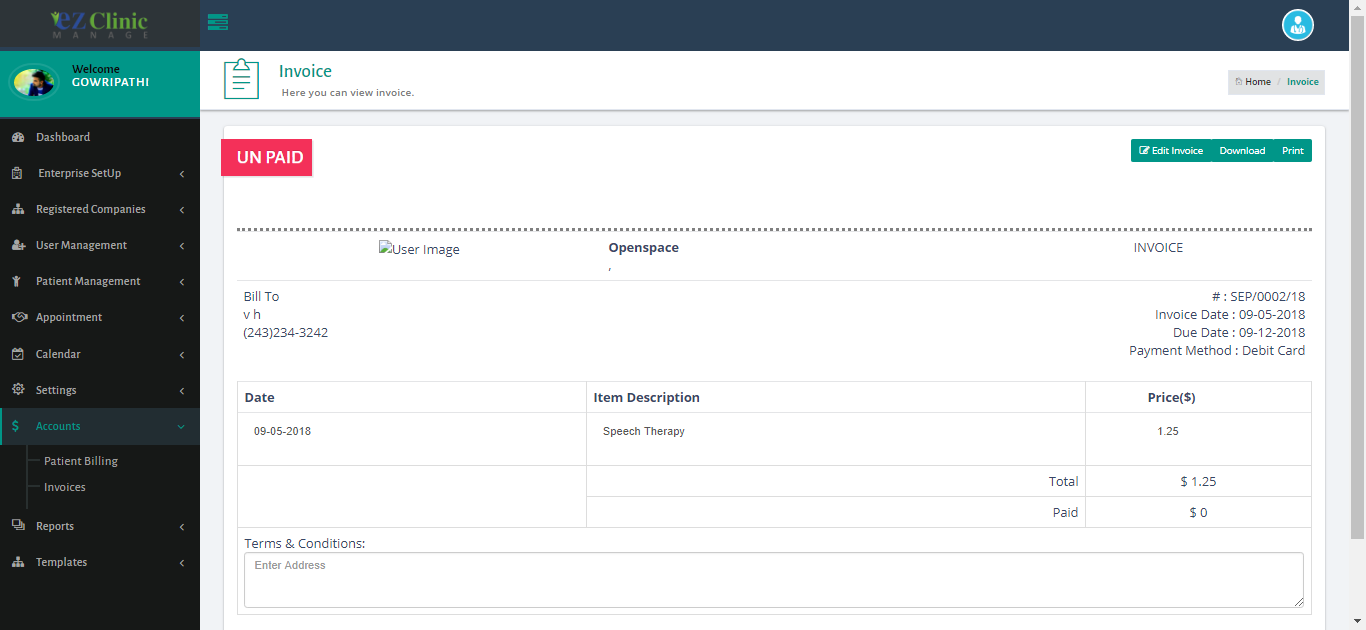 eZ Clinic
MANAGE
Welcome
GOWRIPATHI
Dashboard
Enterprise SetUp
Registered Companies
User Management
Patient Management
Appointment
Calendar
Settings
$ Accounts
Patient Billing
Invoices
Reports
Templates
Invoice
Here you can view invoice.
Home / Invoice
UN PAID
Edit Invoice Download Print
User Image
Openspace
,
INVOICE
Bill To
v h
(243)234-3242
# : SEP/0002/18
Invoice Date : 09-05-2018
Due Date : 09-12-2018
Payment Method : Debit Card
Date Item Description Price($)
09-05-2018 Speech Therapy 1.25
Total $ 1.25
Paid $ 0
Terms & Conditions:
Enter Address